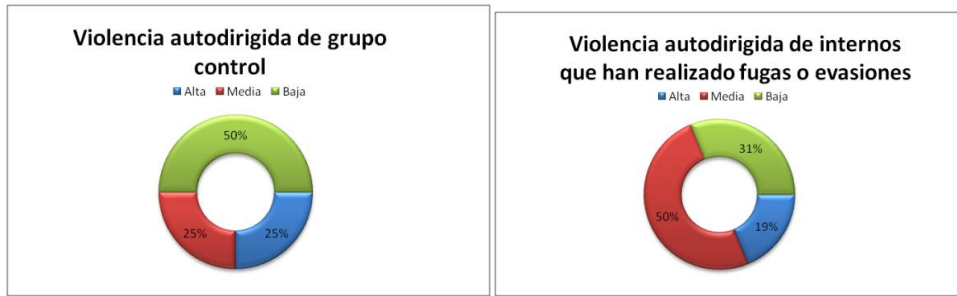 Violencia autodirigida de grupo
control
Alta Media Baja
50%
25%
25%
Violencia autodirigida de internos
que han realizado fugas o evasiones
Alta Media Baja
31%
50%
19%